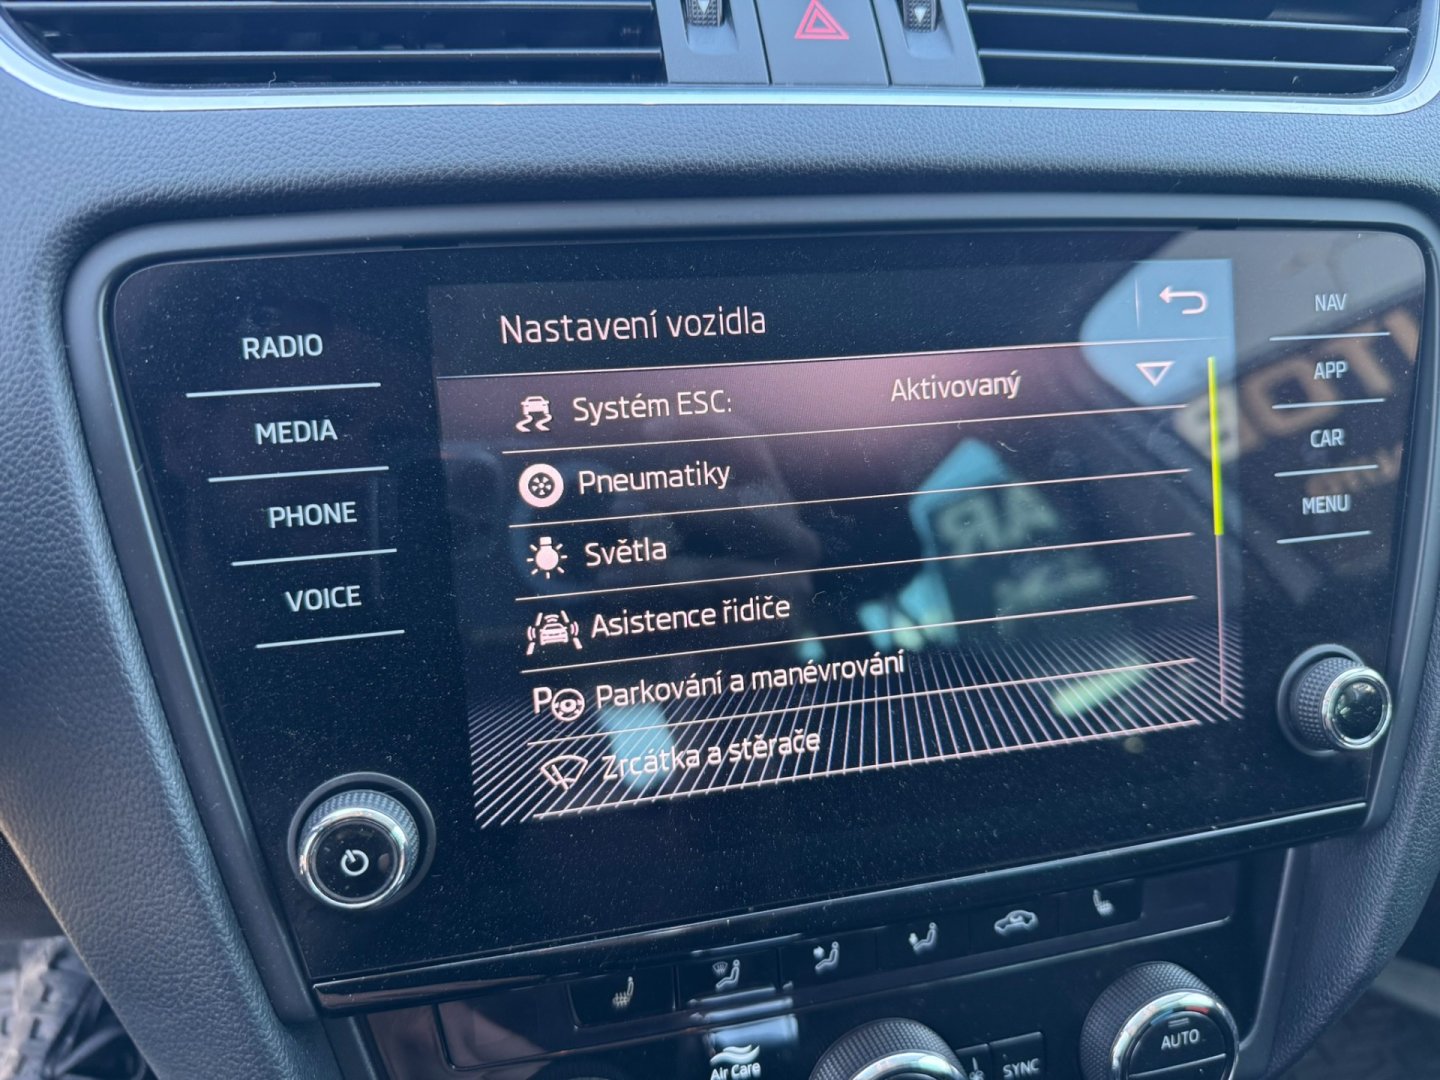 RADIO
MEDIA
PHONE
VOICE
Nastavení vozidla
Systém ESC: Aktivovaný
Pneumatiky
Světla
Asistence řidiče
P Parkování a manévrování
Zrcátka a stěrače
NAV
APP
CAR
MENU
Air Care
SYNC
AUTO